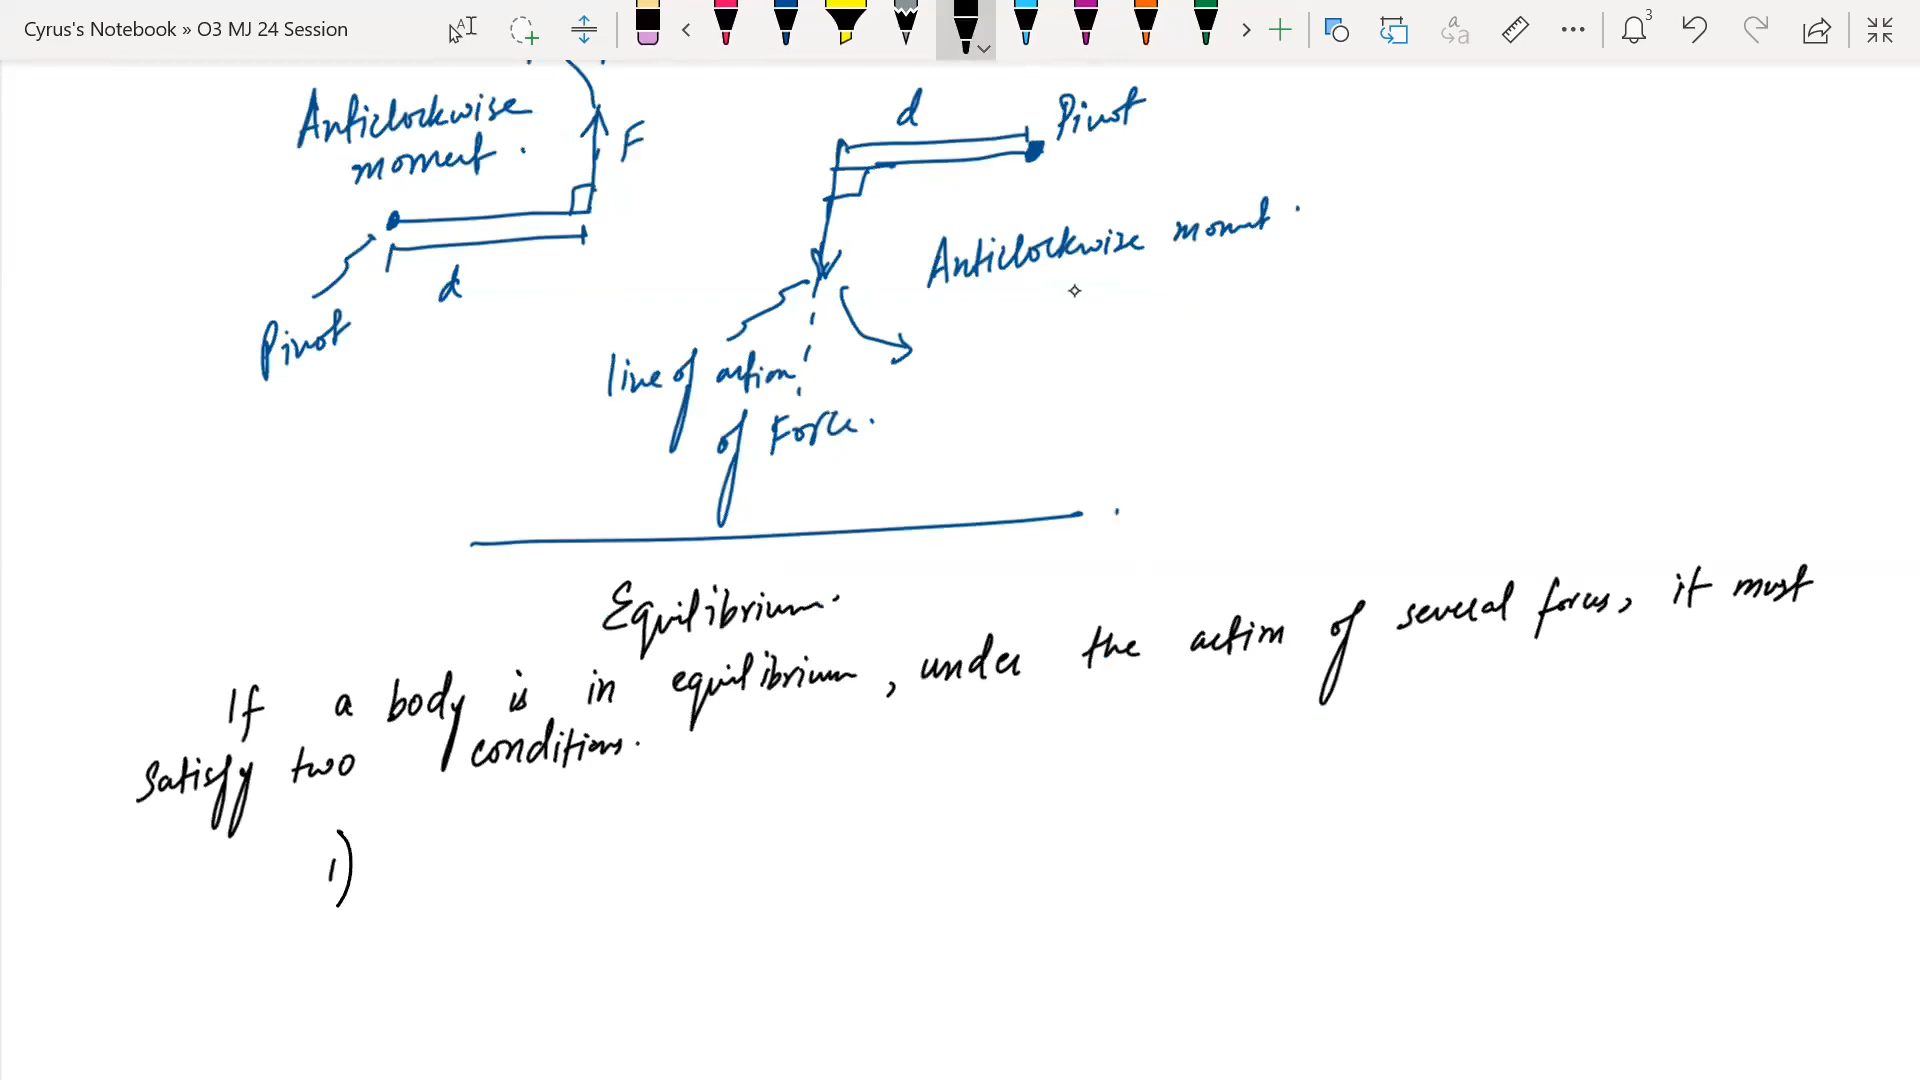 Cyrus's Notebook » O3 MJ 24 Session
3
Anticlockwise
moment.
F
d
Pivot
d
Pivot
Anticlockwise moment.
line of action
of Force.
Equilibrium.
If a body is in equilibrium, under the action of several forces, it must
satisfy two conditions.
1)